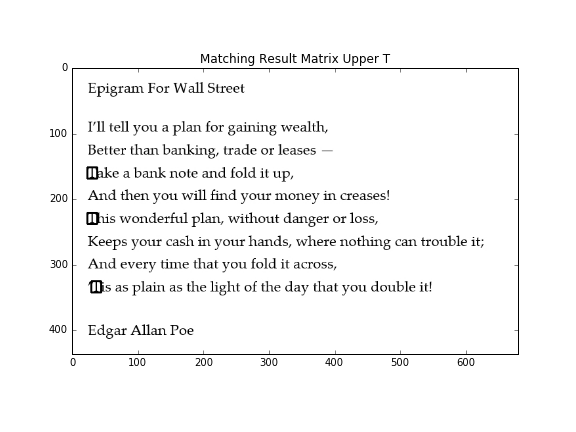 Matching Result Matrix Upper T
0
Epigram For Wall Street
I'll tell you a plan for gaining wealth,
100
Better than banking, trade or leases —
Take a bank note and fold it up,
And then you will find your money in creases!
200
This wonderful plan, without danger or loss,
Keeps your cash in your hands, where nothing can trouble it;
And every time that you fold it across,
300
'Tis as plain as the light of the day that you double it!
Edgar Allan Poe
400
0 100 200 300 400 500 600